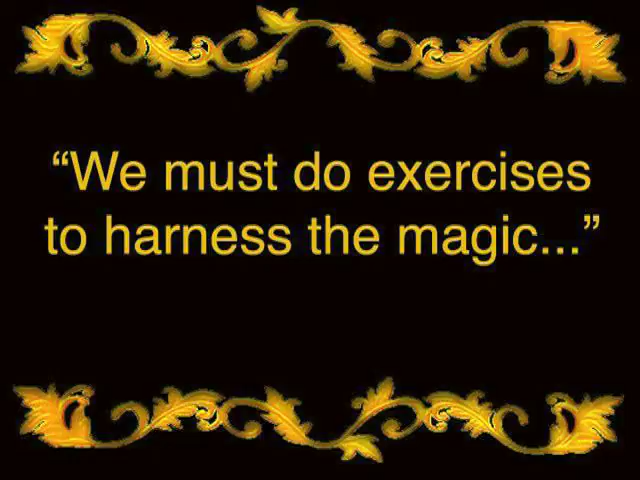 “We must do exercises
to harness the magic...”